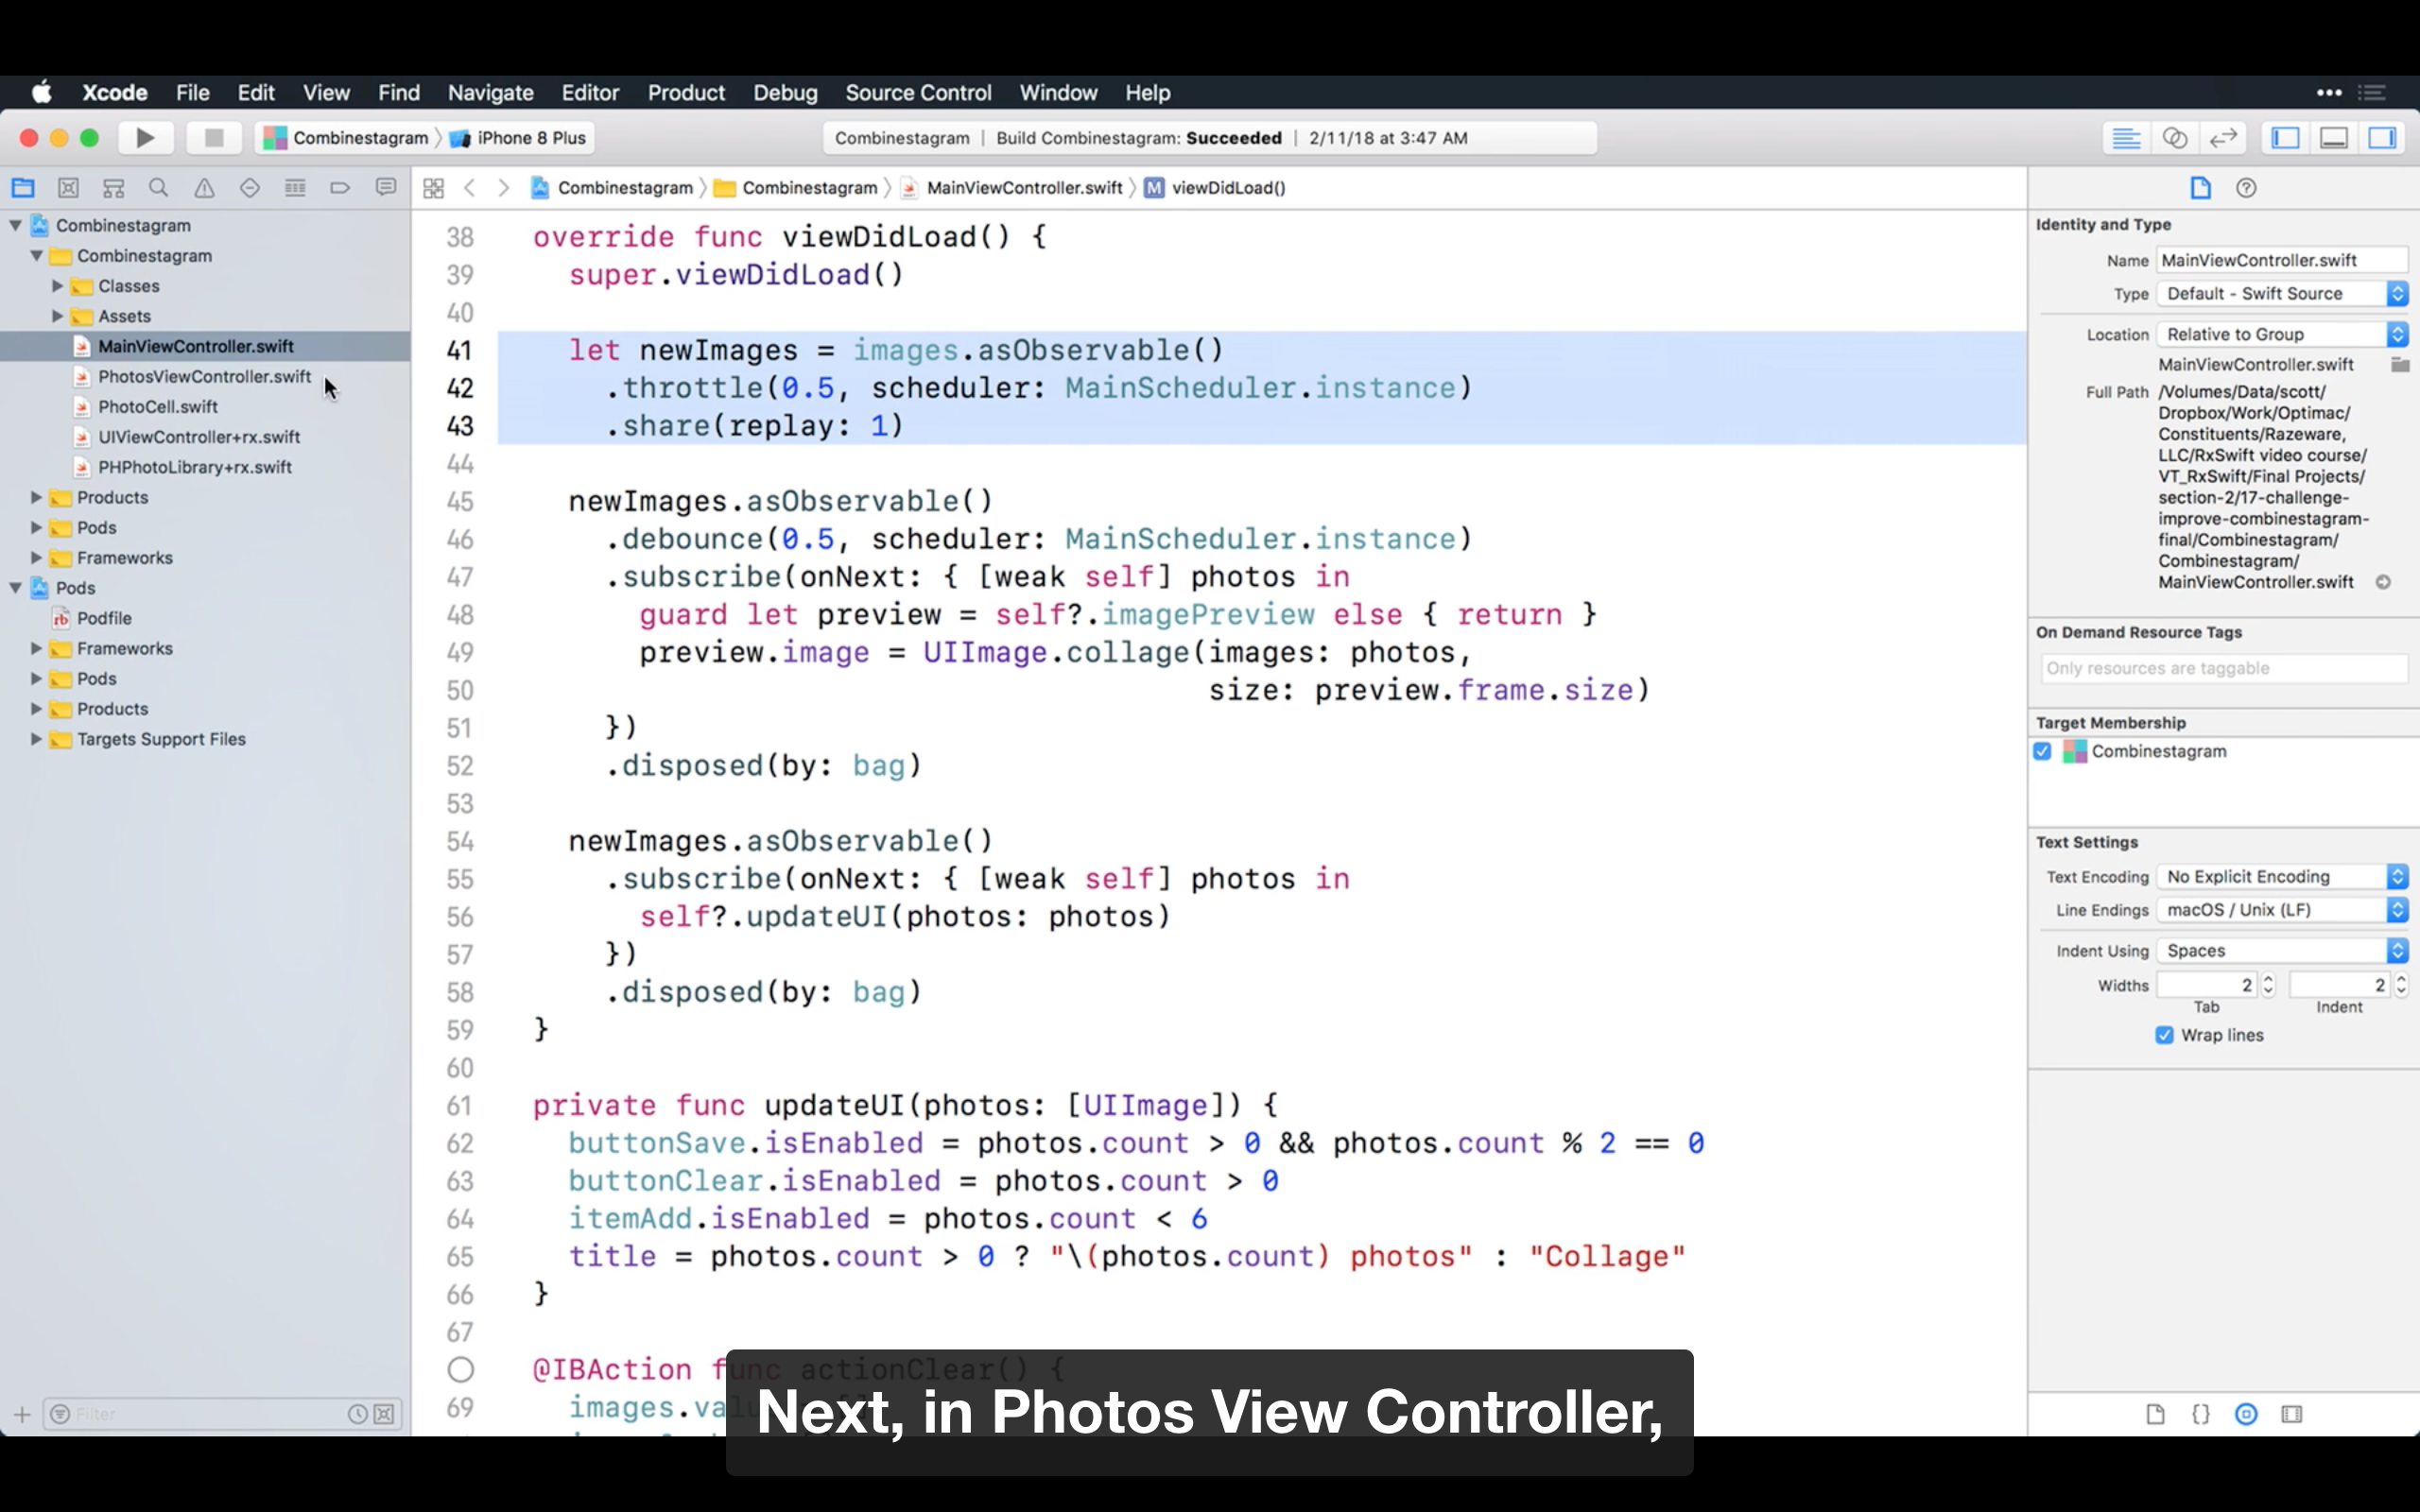 Xcode File Edit View Find Navigate Editor Product Debug Source Control Window Help
Combinestagram iPhone 8 Plus
Combinestagram | Build Combinestagram: Succeeded | 2/11/18 at 3:47 AM
Combinestagram
Combinestagram
Classes
Assets
MainViewController.swift
PhotosViewController.swift
PhotoCell.swift
UIViewController+rx.swift
PHPhotoLibrary+rx.swift
Products
Pods
Frameworks
Pods
Podfile
Frameworks
Pods
Products
Targets Support Files
Filter
Combinestagram Combinestagram MainViewController.swift M viewDidLoad()
38 override func viewDidLoad() {
39 super.viewDidLoad()
40
41 let newImages = images.asObservable()
42 .throttle(0.5, scheduler: MainScheduler.instance)
43 .share(replay: 1)
44
45 newImages.asObservable()
46 .debounce(0.5, scheduler: MainScheduler.instance)
47 .subscribe(onNext: { [weak self] photos in
48 guard let preview = self?.imagePreview else { return }
49 preview.image = UIImage.collage(images: photos,
50 size: preview.frame.size)
51 })
52 .disposed(by: bag)
53
54 newImages.asObservable()
55 .subscribe(onNext: { [weak self] photos in
56 self?.updateUI(photos: photos)
57 })
58 .disposed(by: bag)
59 }
60
61 private func updateUI(photos: [UIImage]) {
62 buttonSave.isEnabled = photos.count > 0 && photos.count % 2 == 0
63 buttonClear.isEnabled = photos.count > 0
64 itemAdd.isEnabled = photos.count < 6
65 title = photos.count > 0 ? "\(photos.count) photos" : "Collage"
66 }
67
@IBAction func actionClear() {
69 images.va
Next, in Photos View Controller,
Identity and Type
Name MainViewController.swift
Type Default - Swift Source
Location Relative to Group
MainViewController.swift
Full Path /Volumes/Data/scott/
Dropbox/Work/Optimac/
Constituents/Razeware,
LLC/RxSwift video course/
VT_RxSwift/Final Projects/
section-2/17-challenge-
improve-combinestagram-
final/Combinestagram/
Combinestagram/
MainViewController.swift
On Demand Resource Tags
Only resources are taggable
Target Membership
Combinestagram
Text Settings
Text Encoding No Explicit Encoding
Line Endings macOS / Unix (LF)
Indent Using Spaces
Widths 2 2
Tab Indent
Wrap lines